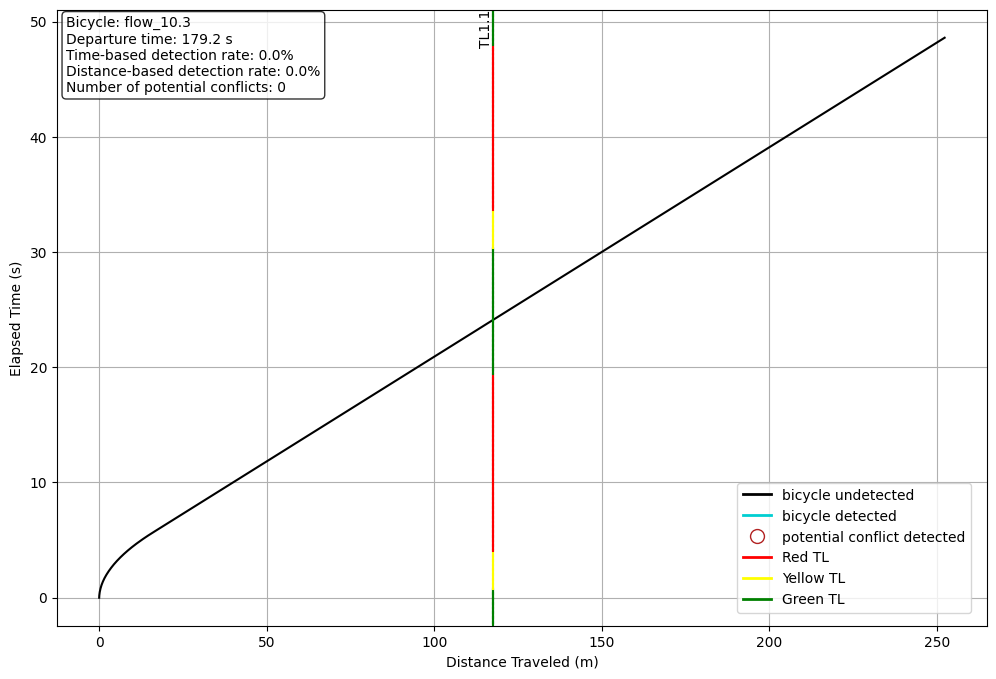 Bicycle: flow_10.3
Departure time: 179.2 s
Time-based detection rate: 0.0%
Distance-based detection rate: 0.0%
Number of potential conflicts: 0
TL1.1
50
40
30
20
10
0
Elapsed Time (s)
bicycle undetected
bicycle detected
potential conflict detected
Red TL
Yellow TL
Green TL
0
50
100
150
200
250
Distance Traveled (m)